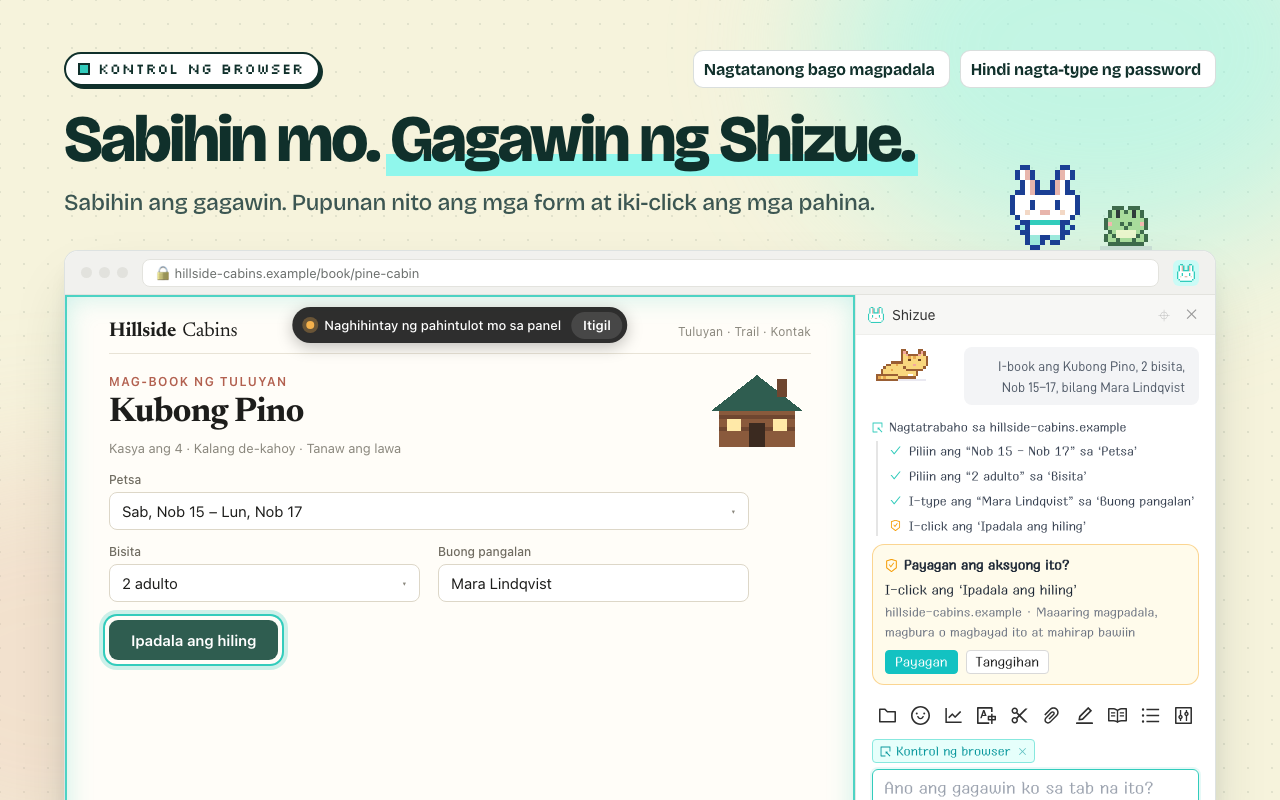 KONTROL NG BROWSER
Nagtatanong bago magpadala
Hindi nagta-type ng password
Sabihin mo. Gagawin ng Shizue.
Sabihin ang gagawin. Pupunan nito ang mga form at iki-click ang mga pahina.
hillside-cabins.example/book/pine-cabin
Hillside Cabins
Naghihintay ng pahintulot mo sa panel
Itigil
Tuluyan · Trail · Kontak
MAG-BOOK NG TULUYAN
Kubong Pino
Kasya ang 4 · Kalang de-kahoy · Tanaw ang lawa
Petsa
Sab, Nob 15 – Lun, Nob 17
Bisita
Buong pangalan
2 adulto
Mara Lindqvist
Ipadala ang hiling
Shizue
I-book ang Kubong Pino, 2 bisita,
Nob 15–17, bilang Mara Lindqvist
Nagtatrabaho sa hillside-cabins.example
Piliin ang “Nob 15 – Nob 17” sa ‘Petsa’
Piliin ang “2 adulto” sa ‘Bisita’
I-type ang “Mara Lindqvist” sa ‘Buong pangalan’
I-click ang ‘Ipadala ang hiling’
Payagan ang aksyong ito?
I-click ang ‘Ipadala ang hiling’
hillside-cabins.example · Maaaring magpadala,
magbura o magbayad ito at mahirap bawiin
Payagan
Tanggihan
Kontrol ng browser
Ano ang gagawin ko sa tab na ito?